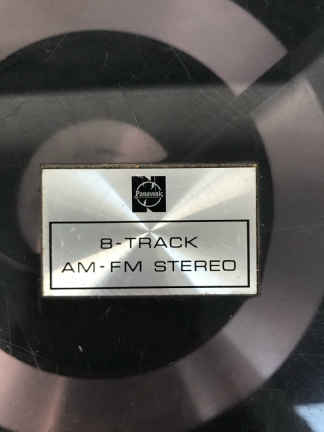 Panasonic
8-TRACK
AM-FM STEREO